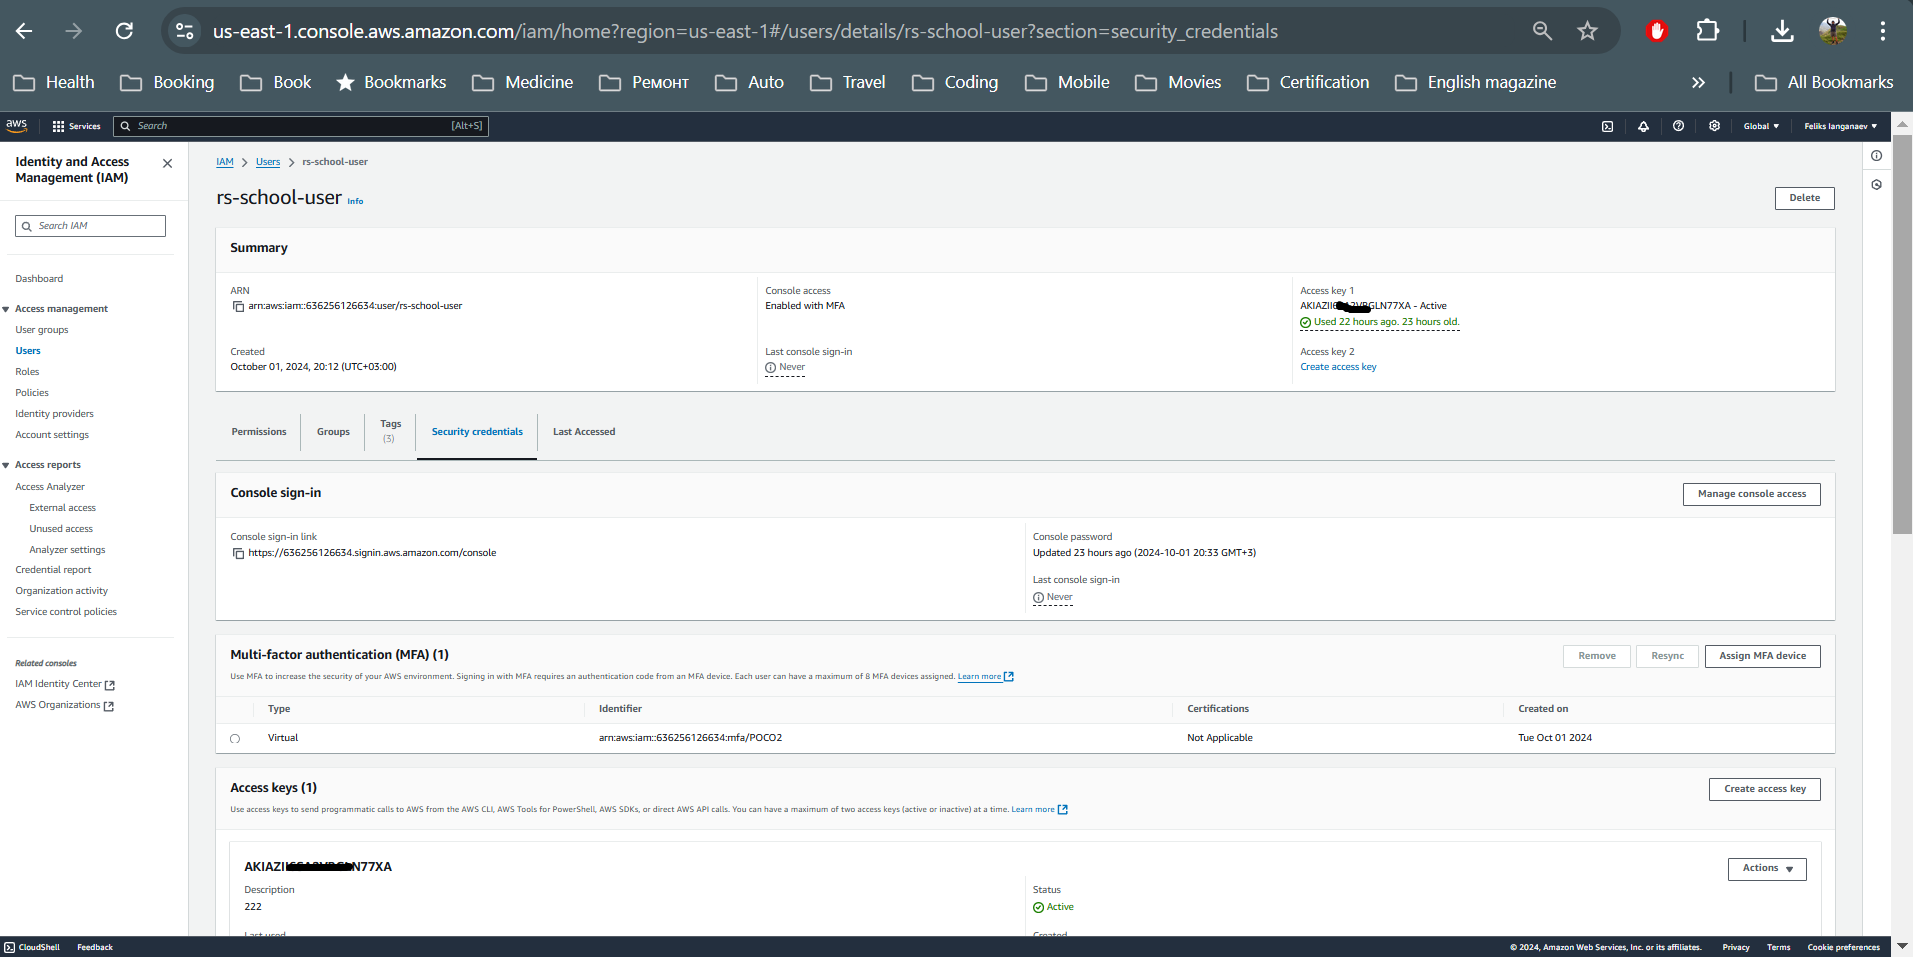 us-east-1.console.aws.amazon.com/iam/home?region=us-east-1#/users/details/rs-school-user?section=security_credentials
Health Booking Book Bookmarks Medicine Ремонт Auto Travel Coding Mobile Movies Certification English magazine » All Bookmarks
aws Services Search [Alt+S] Global Feliks Ianganaev
Identity and Access Management (IAM)
Search IAM
Dashboard
Access management
User groups
Users
Roles
Policies
Identity providers
Account settings
Access reports
Access Analyzer
External access
Unused access
Analyzer settings
Credential report
Organization activity
Service control policies
Related consoles
IAM Identity Center
AWS Organizations
IAM > Users > rs-school-user
rs-school-user Info
Delete
Summary
ARN
arn:aws:iam::636256126634:user/rs-school-user
Created
October 01, 2024, 20:12 (UTC+03:00)
Console access
Enabled with MFA
Last console sign-in
Never
Access key 1
GLN77XA - Active
Used 22 hours ago. 23 hours old.
Access key 2
Create access key
Permissions Groups Tags (3) Security credentials Last Accessed
Console sign-in
Manage console access
Console sign-in link
https://636256126634.signin.aws.amazon.com/console
Console password
Updated 23 hours ago (2024-10-01 20:33 GMT+3)
Last console sign-in
Never
Multi-factor authentication (MFA) (1)
Remove Resync Assign MFA device
Use MFA to increase the security of your AWS environment. Signing in with MFA requires an authentication code from an MFA device. Each user can have a maximum of 8 MFA devices assigned. Learn more
Type Identifier Certifications Created on
Virtual arn:aws:iam::636256126634:mfa/POCO2 Not Applicable Tue Oct 01 2024
Access keys (1)
Create access key
Use access keys to send programmatic calls to AWS from the AWS CLI, AWS Tools for PowerShell, AWS SDKs, or direct AWS API calls. You can have a maximum of two access keys (active or inactive) at a time. Learn more
AKIAZI N77XA
Actions
Description
222
Status
Active
Last used
Created
CloudShell Feedback
© 2024, Amazon Web Services, Inc. or its affiliates. Privacy Terms Cookie preferences